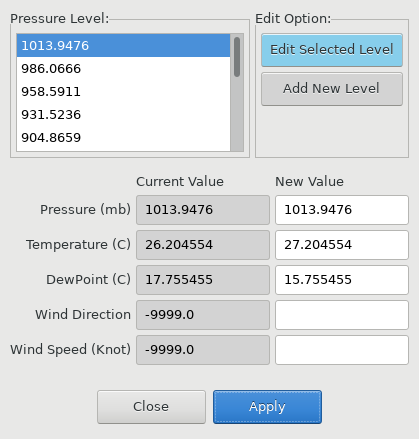 Pressure Level:
Edit Option:
1013.9476
986.0666
958.5911
931.5236
904.8659
Edit Selected Level
Add New Level
Current Value New Value
Pressure (mb) 1013.9476 1013.9476
Temperature (C) 26.204554 27.204554
DewPoint (C) 17.755455 15.755455
Wind Direction -9999.0
Wind Speed (Knot) -9999.0
Close Apply